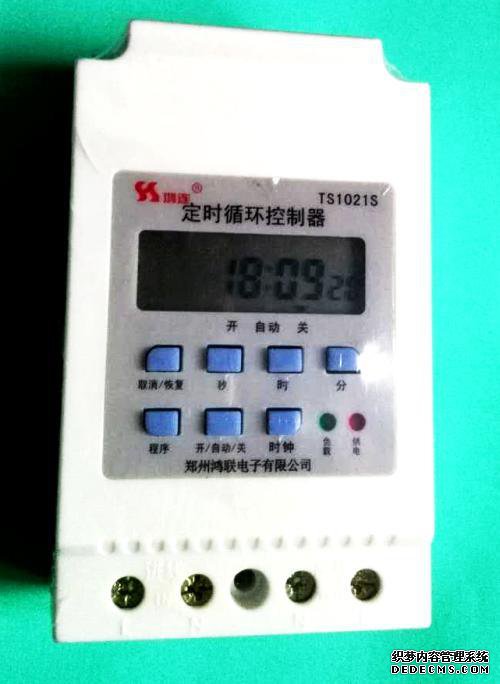 鸿连®
TS1021S
定时循环控制器
18:09 26
开 自动 关
取消/恢复 秒 时 分
程序 开/自动/关 时钟 负载 供电
郑州鸿联电子有限公司
织梦内容管理系统
DEDECMS.COM